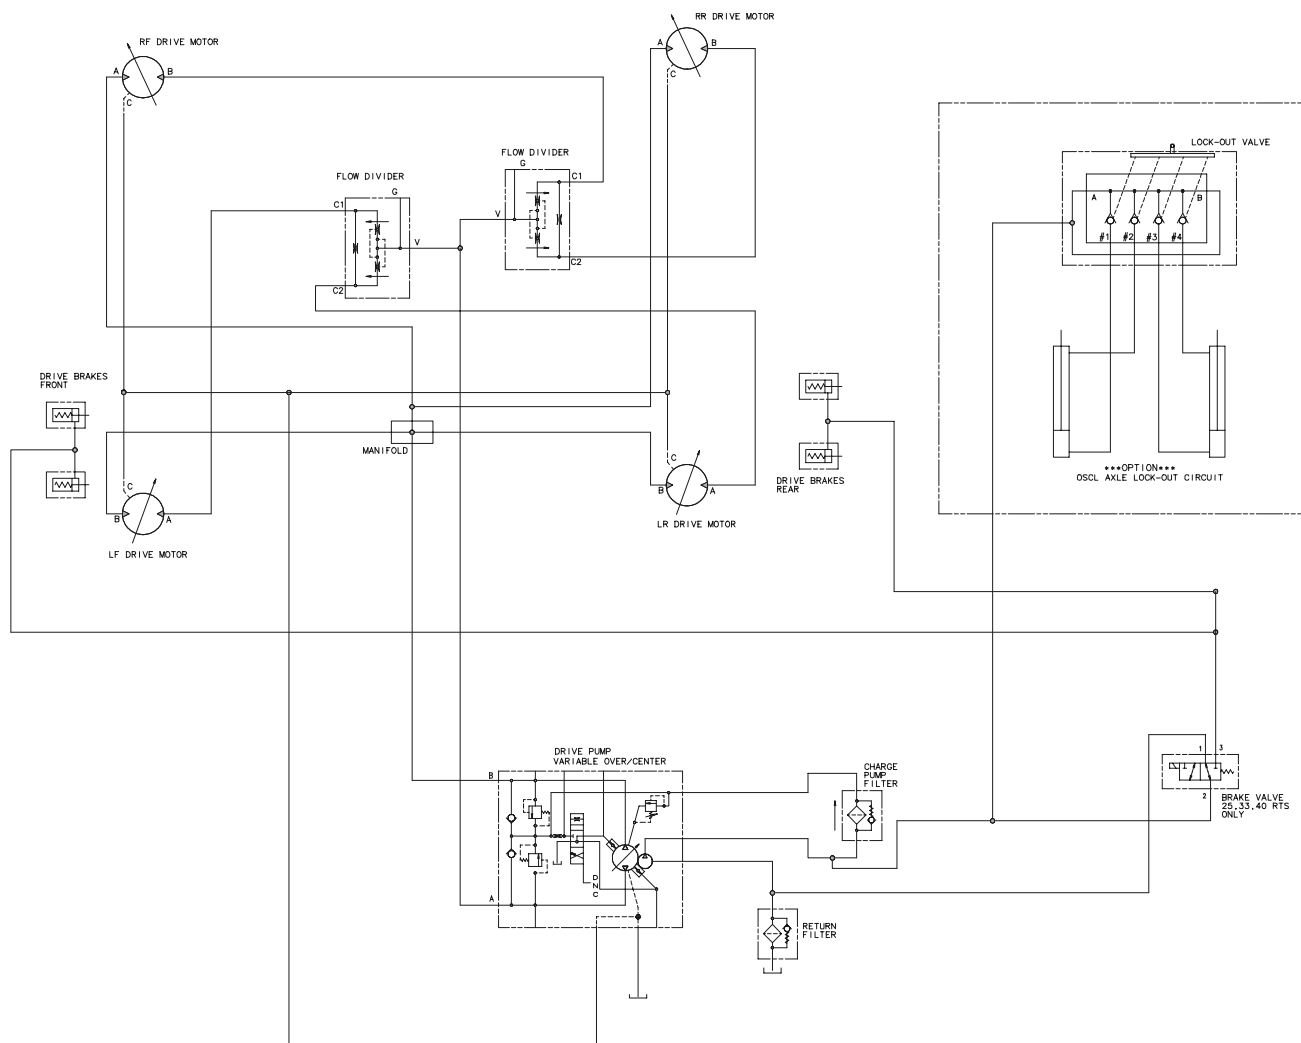 RR DRIVE MOTOR
A
B
C
RF DRIVE MOTOR
A
B
C
LOCK-OUT VALVE
A
B
#1
#2
#3
#4
FLOW DIVIDER
G
C1
V
C2
FLOW DIVIDER
G
C1
V
C2
DRIVE BRAKES
FRONT
MANIFOLD
C
B
A
LF DRIVE MOTOR
C
B
A
LR DRIVE MOTOR
DRIVE BRAKES
REAR
***OPTION***
OSCL AXLE LOCK-OUT CIRCUIT
DRIVE PUMP
VARIABLE OVER/CENTER
B
A
D
N
C
CHARGE
PUMP
FILTER
1
3
2
BRAKE VALVE
25,33,40 RTS
ONLY
RETURN
FILTER